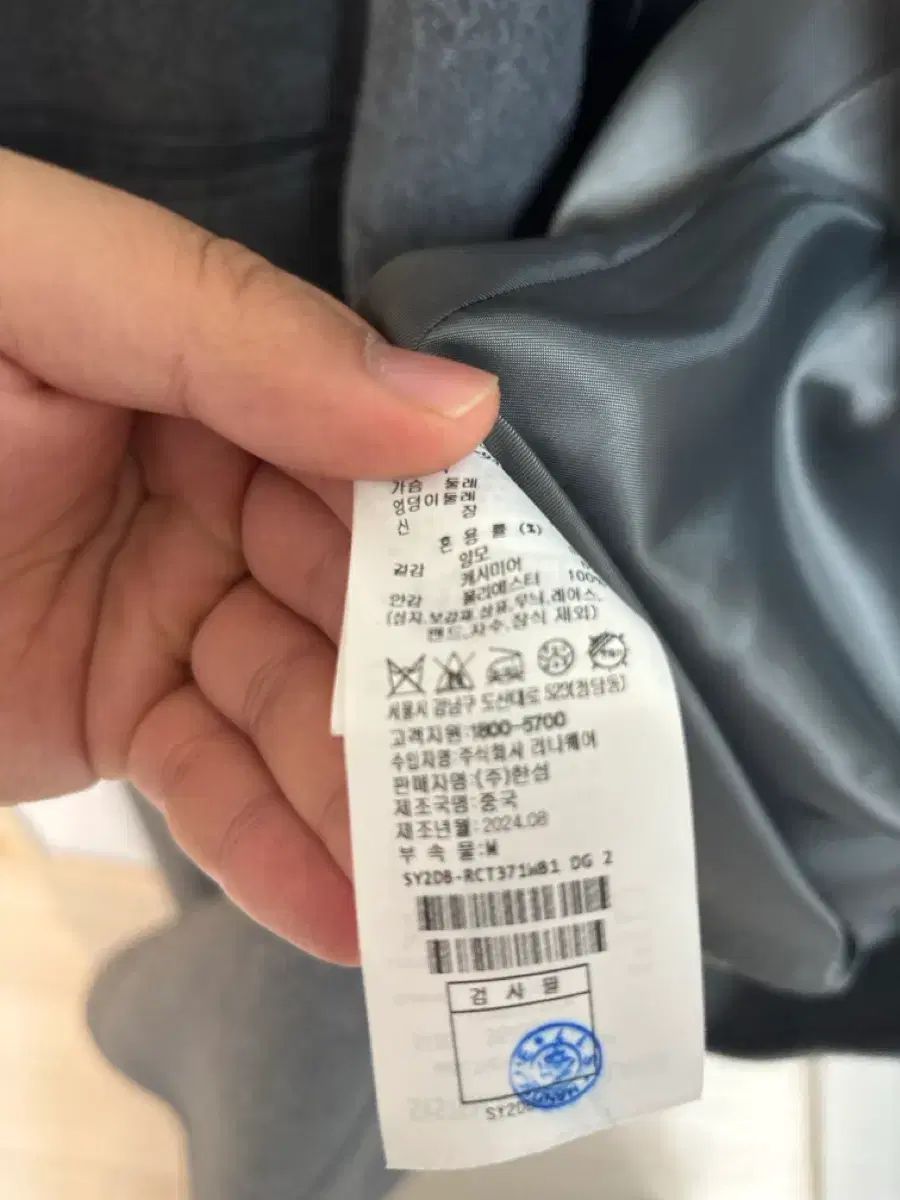 가슴 둘레
엉덩이둘레
신 장
혼 용 률 (%)
겉감 양모
캐시미어
안감 폴리에스터 100%
(심지,보강재,상표,무늬,레이스,
밴드,자수,장식 제외)
서울시 강남구 도산대로 523(청담동)
고객지원:1800-5700
수입자명:주식회사 리나웨어
판매자명:(주)한섬
제조국명:중국
제조년월:2024.08
부 속 물:W
SY2D8-RCT371WB1 DG 2
검 사 필
SY2D8